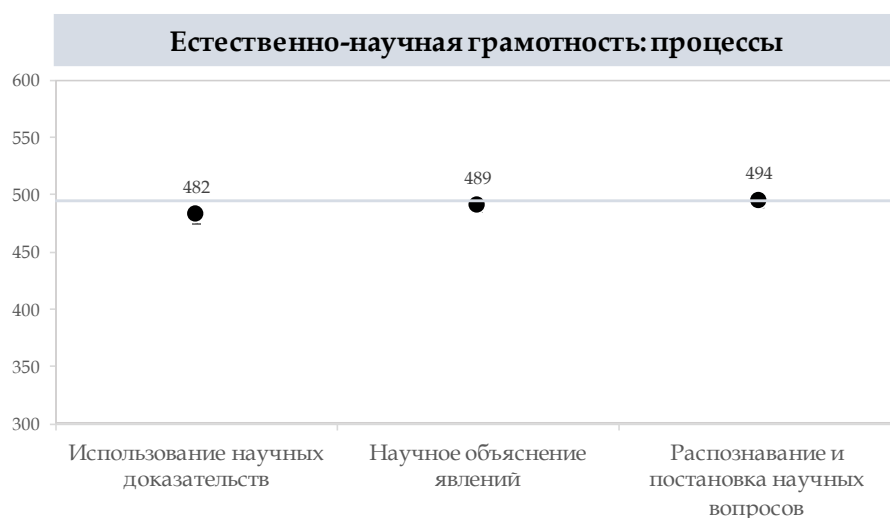 Естественно-научная грамотность: процессы
600
550
500
450
400
350
300
482
489
494
Использование научных
доказательств
Научное объяснение
явлений
Распознавание и
постановка научных
вопросов